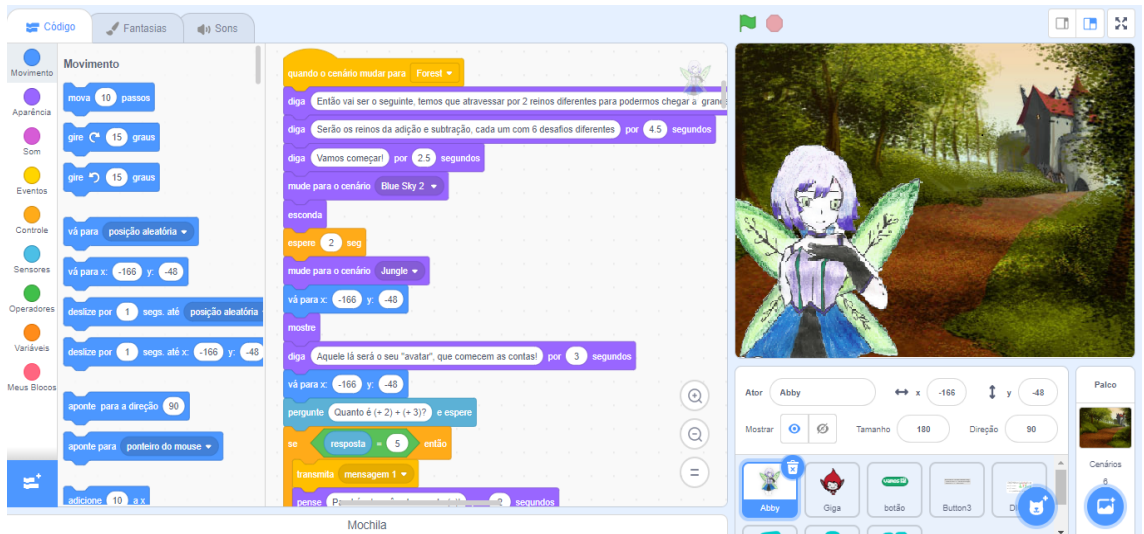 Código Fantasias Sons
Movimento
Aparência
Som
Eventos
Controle
Sensores
Operadores
Variáveis
Meus Blocos
Movimento
mova 10 passos
gire 15 graus
gire 15 graus
vá para posição aleatória
vá para x: -166 y: -48
deslize por 1 segs. até posição aleatória
deslize por 1 segs. até x: -166 y: -48
aponte para a direção 90
aponte para ponteiro do mouse
adicione 10 a x
quando o cenário mudar para Forest
diga Então vai ser o seguinte, temos que atravessar por 2 reinos diferentes para podermos chegar a
diga Serão os reinos da adição e subtração, cada um com 6 desafios diferentes por 4.5 segundos
diga Vamos começar! por 2.5 segundos
mude para o cenário Blue Sky 2
esconda
espere 2 seg
mude para o cenário Jungle
vá para x: -166 y: -48
mostre
diga Aquele lá será o seu "avatar", que comecem as contas! por 3 segundos
vá para x: -166 y: -48
pergunte Quanto é (+ 2) + (+ 3)? e espere
se resposta = 5 então
transmita mensagem 1
pense segundos
Mochila
Ator Abby x -166 y -48
Mostrar Tamanho 180 Direção 90
Abby
Giga
botão
Button3
Palco
Cenários
6